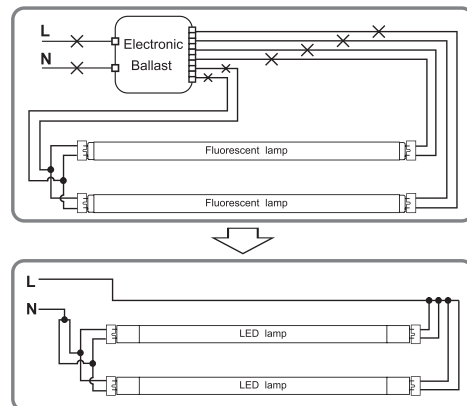 L
N
Electronic
Ballast
Fluorescent lamp
Fluorescent lamp
L
N
LED lamp
LED lamp